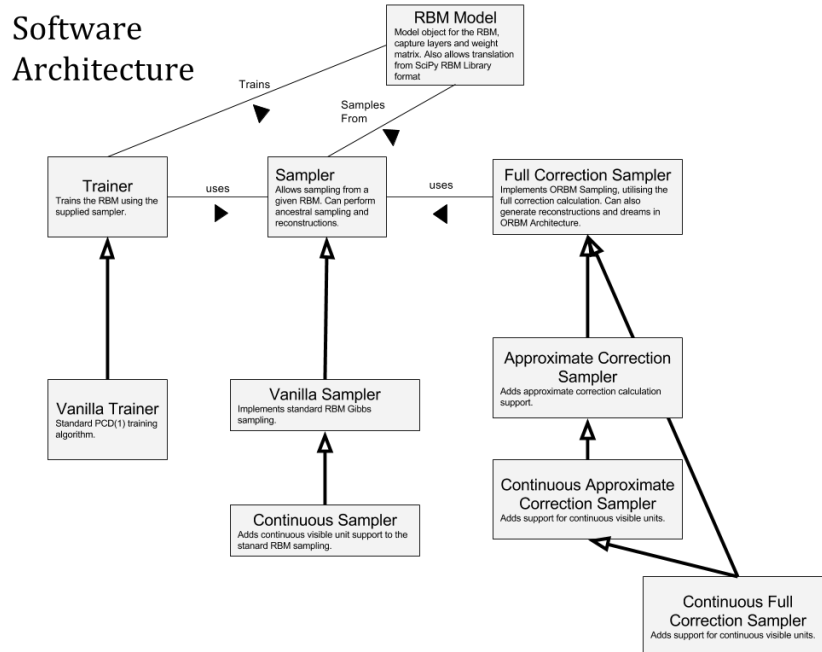 Software
Architecture
RBM Model
Model object for the RBM,
capture layers and weight
matrix. Also allows translation
from SciPy RBM Library
format
Trains
Samples
From
Trainer
Trains the RBM using the
supplied sampler.
uses
Sampler
Allows sampling from a
given RBM. Can perform
ancestral sampling and
reconstructions.
uses
Full Correction Sampler
Implements ORBM Sampling, utilising the
full correction calculation. Can also
generate reconstructions and dreams in
ORBM Architecture.
Vanilla Trainer
Standard PCD(1) training
algorithm.
Vanilla Sampler
Implements standard RBM Gibbs
sampling.
Approximate Correction
Sampler
Adds approximate correction calculation
support.
Continuous Sampler
Adds continuous visible unit support to the
stanard RBM sampling.
Continuous Approximate
Correction Sampler
Adds support for continuous visible units.
Continuous Full
Correction Sampler
Adds support for continuous visible units.